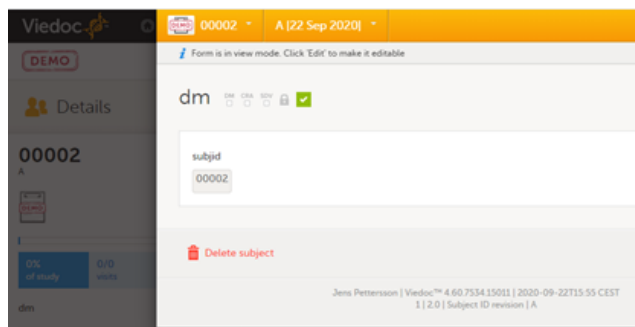 Viedoc
DEMO 00002 A |22 Sep 2020|
Form is in view mode. Click 'Edit' to make it editable
DEMO
dm DM CRA SDV
Details
00002
A
subjid
00002
DEMO
0% of study
0/0 visits
Delete subject
dm
Jens Pettersson | Viedoc™ 4.60.7534.15011 | 2020-09-22T15:55 CEST
1 | 2.0 | Subject ID revision | A